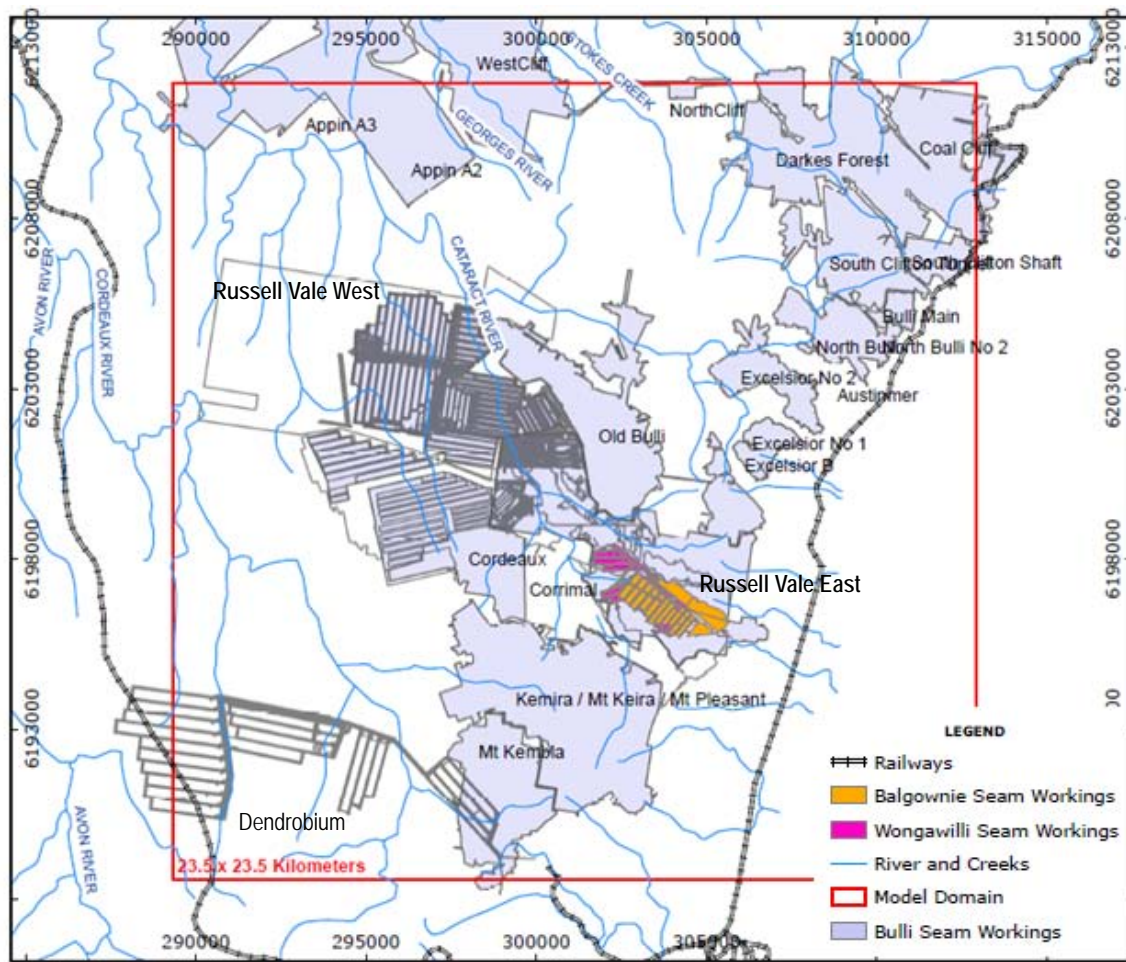 290000
295000
300000
305000
310000
315000
6213000
6213000
STOKES CREEK
WestCliff
NorthCliff
Appin A3
GEORGES RIVER
Coal Cliff
Darkes Forest
Appin A2
6208000
6208000
CATARACT RIVER
South Clifton Tunnel
South Clifton Shaft
Russell Vale West
AVON RIVER
CORDEAUX RIVER
Bulli Main
North Bulli
North Bulli No 2
6203000
6203000
Excelsior No 2
Austinmer
Old Bulli
Excelsior No 1
Excelsior B
6198000
6198000
Cordeaux
Corrimal
Russell Vale East
Kemira / Mt Keira / Mt Pleasant
6193000
Mt Kembla
Dendrobium
AVON RIVER
23.5 x 23.5 Kilometers
290000
295000
300000
LEGEND
Railways
Balgownie Seam Workings
Wongawilli Seam Workings
River and Creeks
Model Domain
Bulli Seam Workings